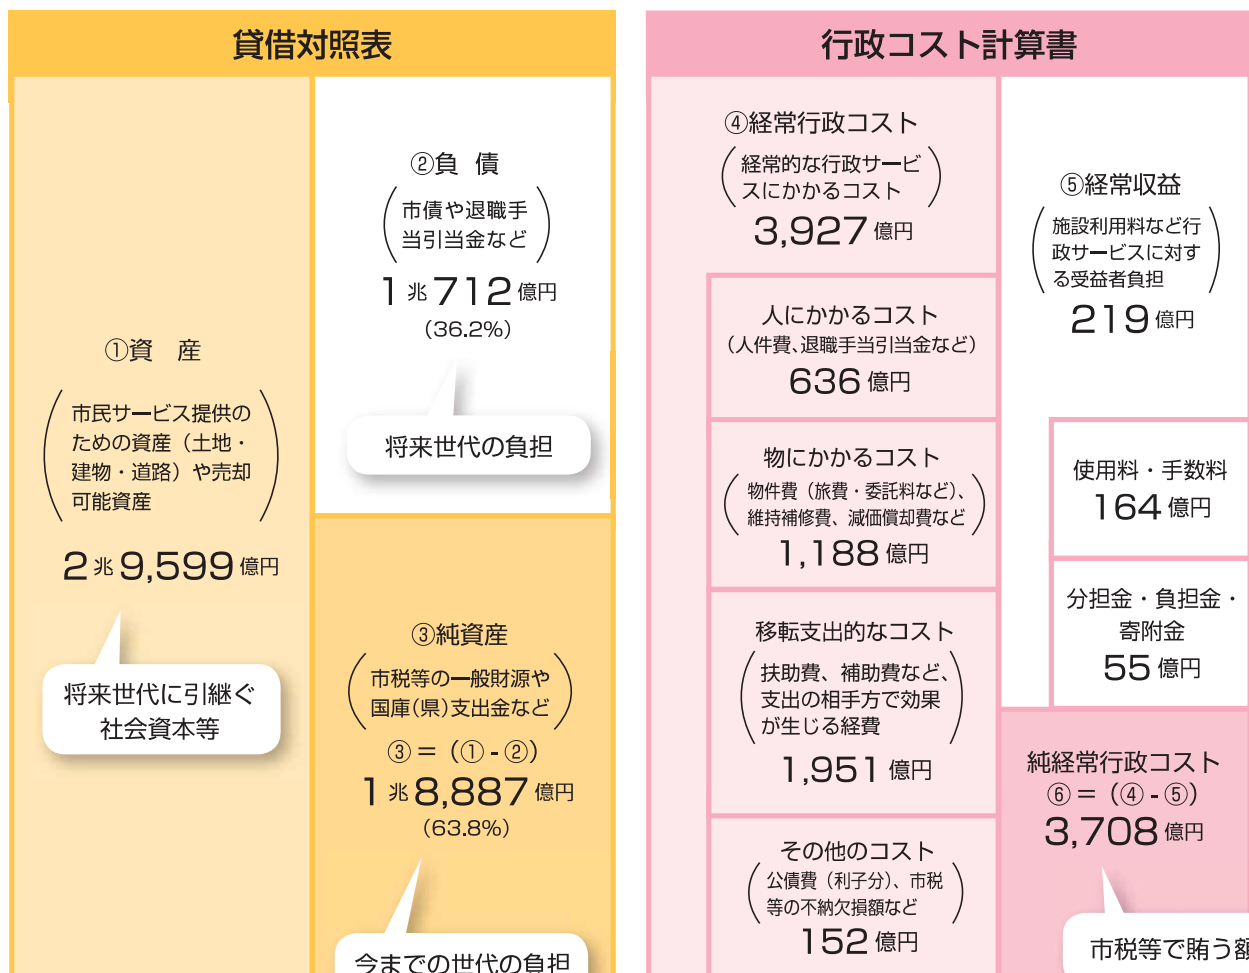 貸借対照表
①資　産
市民サービス提供の
ための資産（土地・
建物・道路）や売却
可能資産
2兆9,599億円
将来世代に引継ぐ
社会資本等
②負　債
市債や退職手
当引当金など
1兆712億円
（36.2%）
将来世代の負担
③純資産
市税等の一般財源や
国庫（県）支出金など
③＝（①-②）
1兆8,887億円
（63.8%）
今までの世代の負担
行政コスト計算書
④経常行政コスト
経常的な行政サービ
スにかかるコスト
3,927億円
人にかかるコスト
（人件費、退職手当引当金など）
636億円
物にかかるコスト
物件費（旅費・委託料など）、
維持補修費、減価償却費など
1,188億円
移転支出的なコスト
扶助費、補助費など、
支出の相手方で効果
が生じる経費
1,951億円
その他のコスト
公債費（利子分）、市税
等の不納欠損額など
152億円
⑤経常収益
施設利用料など行
政サービスに対す
る受益者負担
219億円
使用料・手数料
164億円
分担金・負担金・
寄附金
55億円
純経常行政コスト
⑥＝（④-⑤）
3,708億円
市税等で賄う額